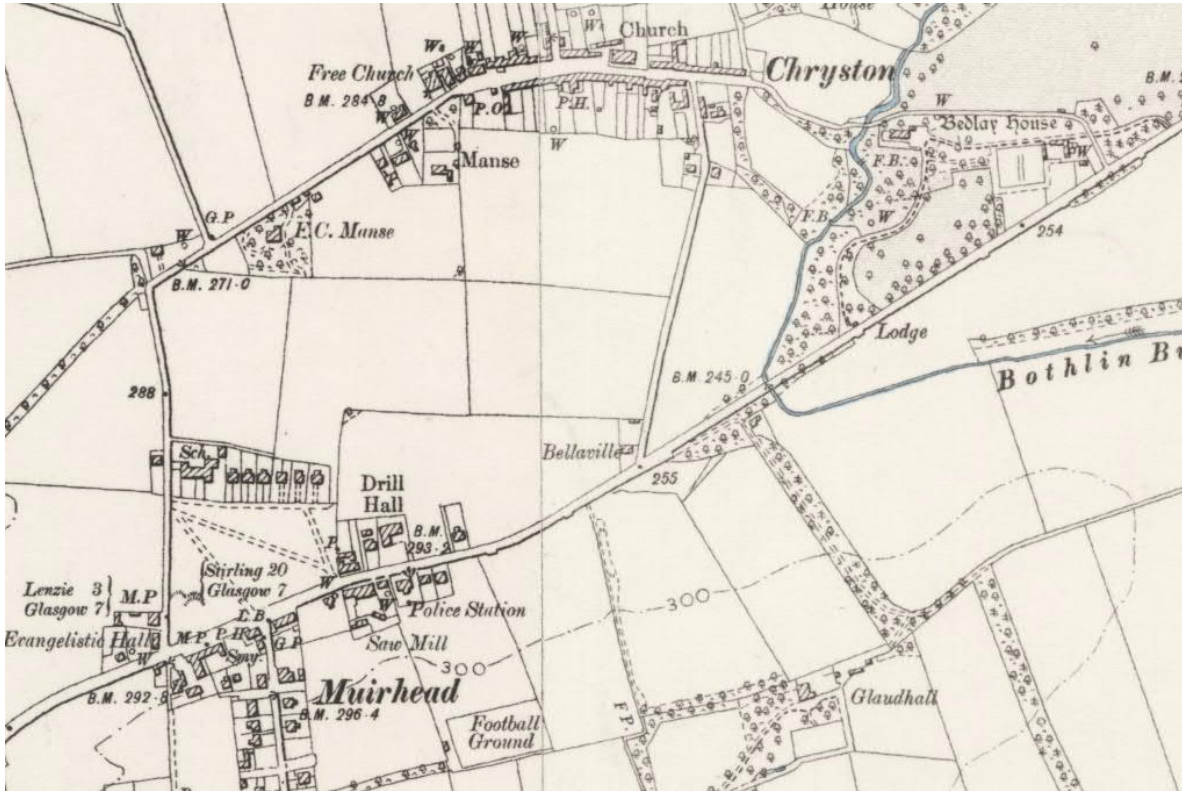 House
W
W
W
Wˢ
Church
Free Church
Chryston
B.M. 284·8
W
P.O.
P.H.
W
W
Bedlay House
W
F.B.
W
Manse
F.B.
W
G.P
F.C. Manse
W
254
B.M. 271·0
Lodge
Bothlin
B.M. 245·0
288
Bellaville
255
Sch.
Drill
Hall
B.M.
293·2
P.
W
Stirling 20
Glasgow 7
Lenzie 3
Glasgow 7
M.P
Police Station
W
300
L.B
Evangelistic Hall
M.P.
P.H.
G.P
Saw Mill
Smy.
W
300
B.M. 292·8
Muirhead
B.M. 296·4
Football
Ground
F.P.
Glaudhall